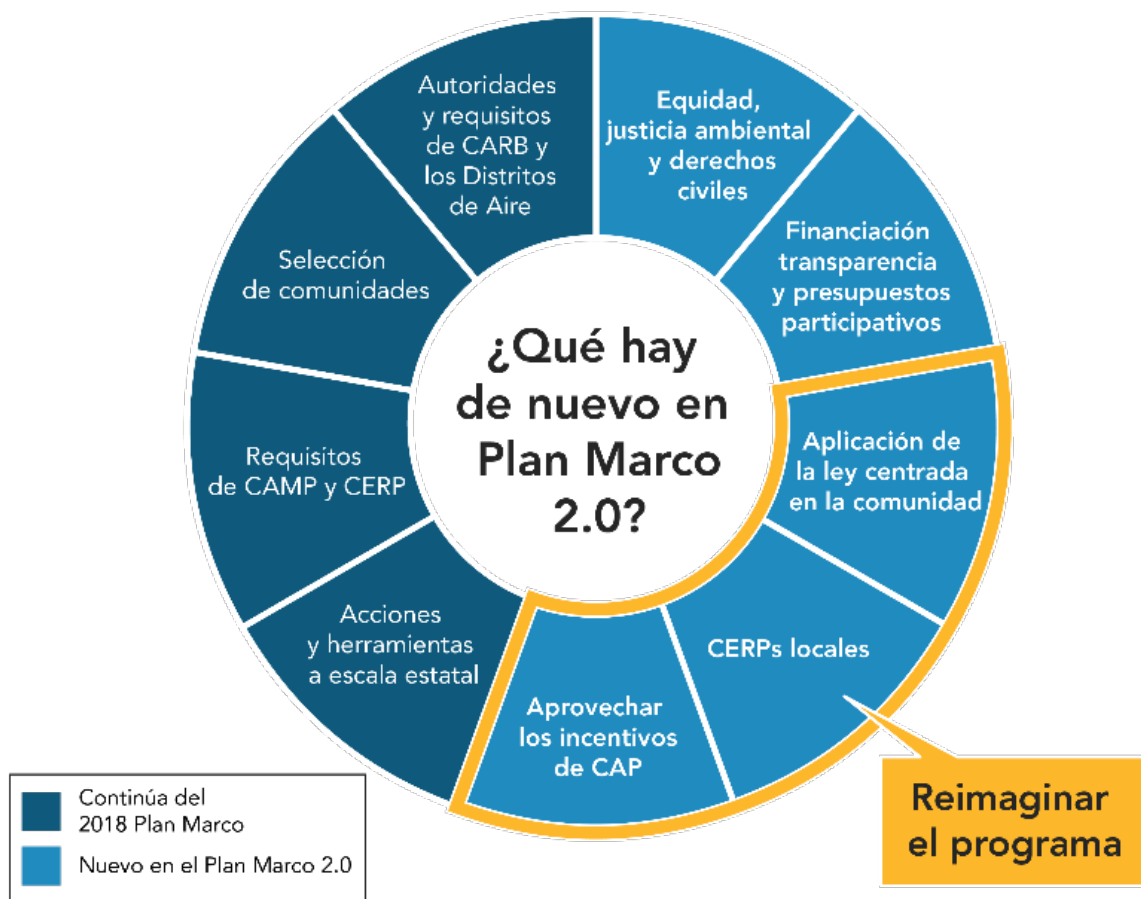 ¿Qué hay
de nuevo en
Plan Marco
2.0?
Equidad,
justicia ambiental
y derechos
civiles
Financiación
transparencia
y presupuestos
participativos
Aplicación de
la ley centrada
en la comunidad
CERPs locales
Aprovechar
los incentivos
de CAP
Acciones
y herramientas
a escala estatal
Requisitos
de CAMP y CERP
Selección
de comunidades
Autoridades
y requisitos
de CARB y
los Distritos
de Aire
Reimaginar
el programa
Continúa del
2018 Plan Marco
Nuevo en el Plan Marco 2.0